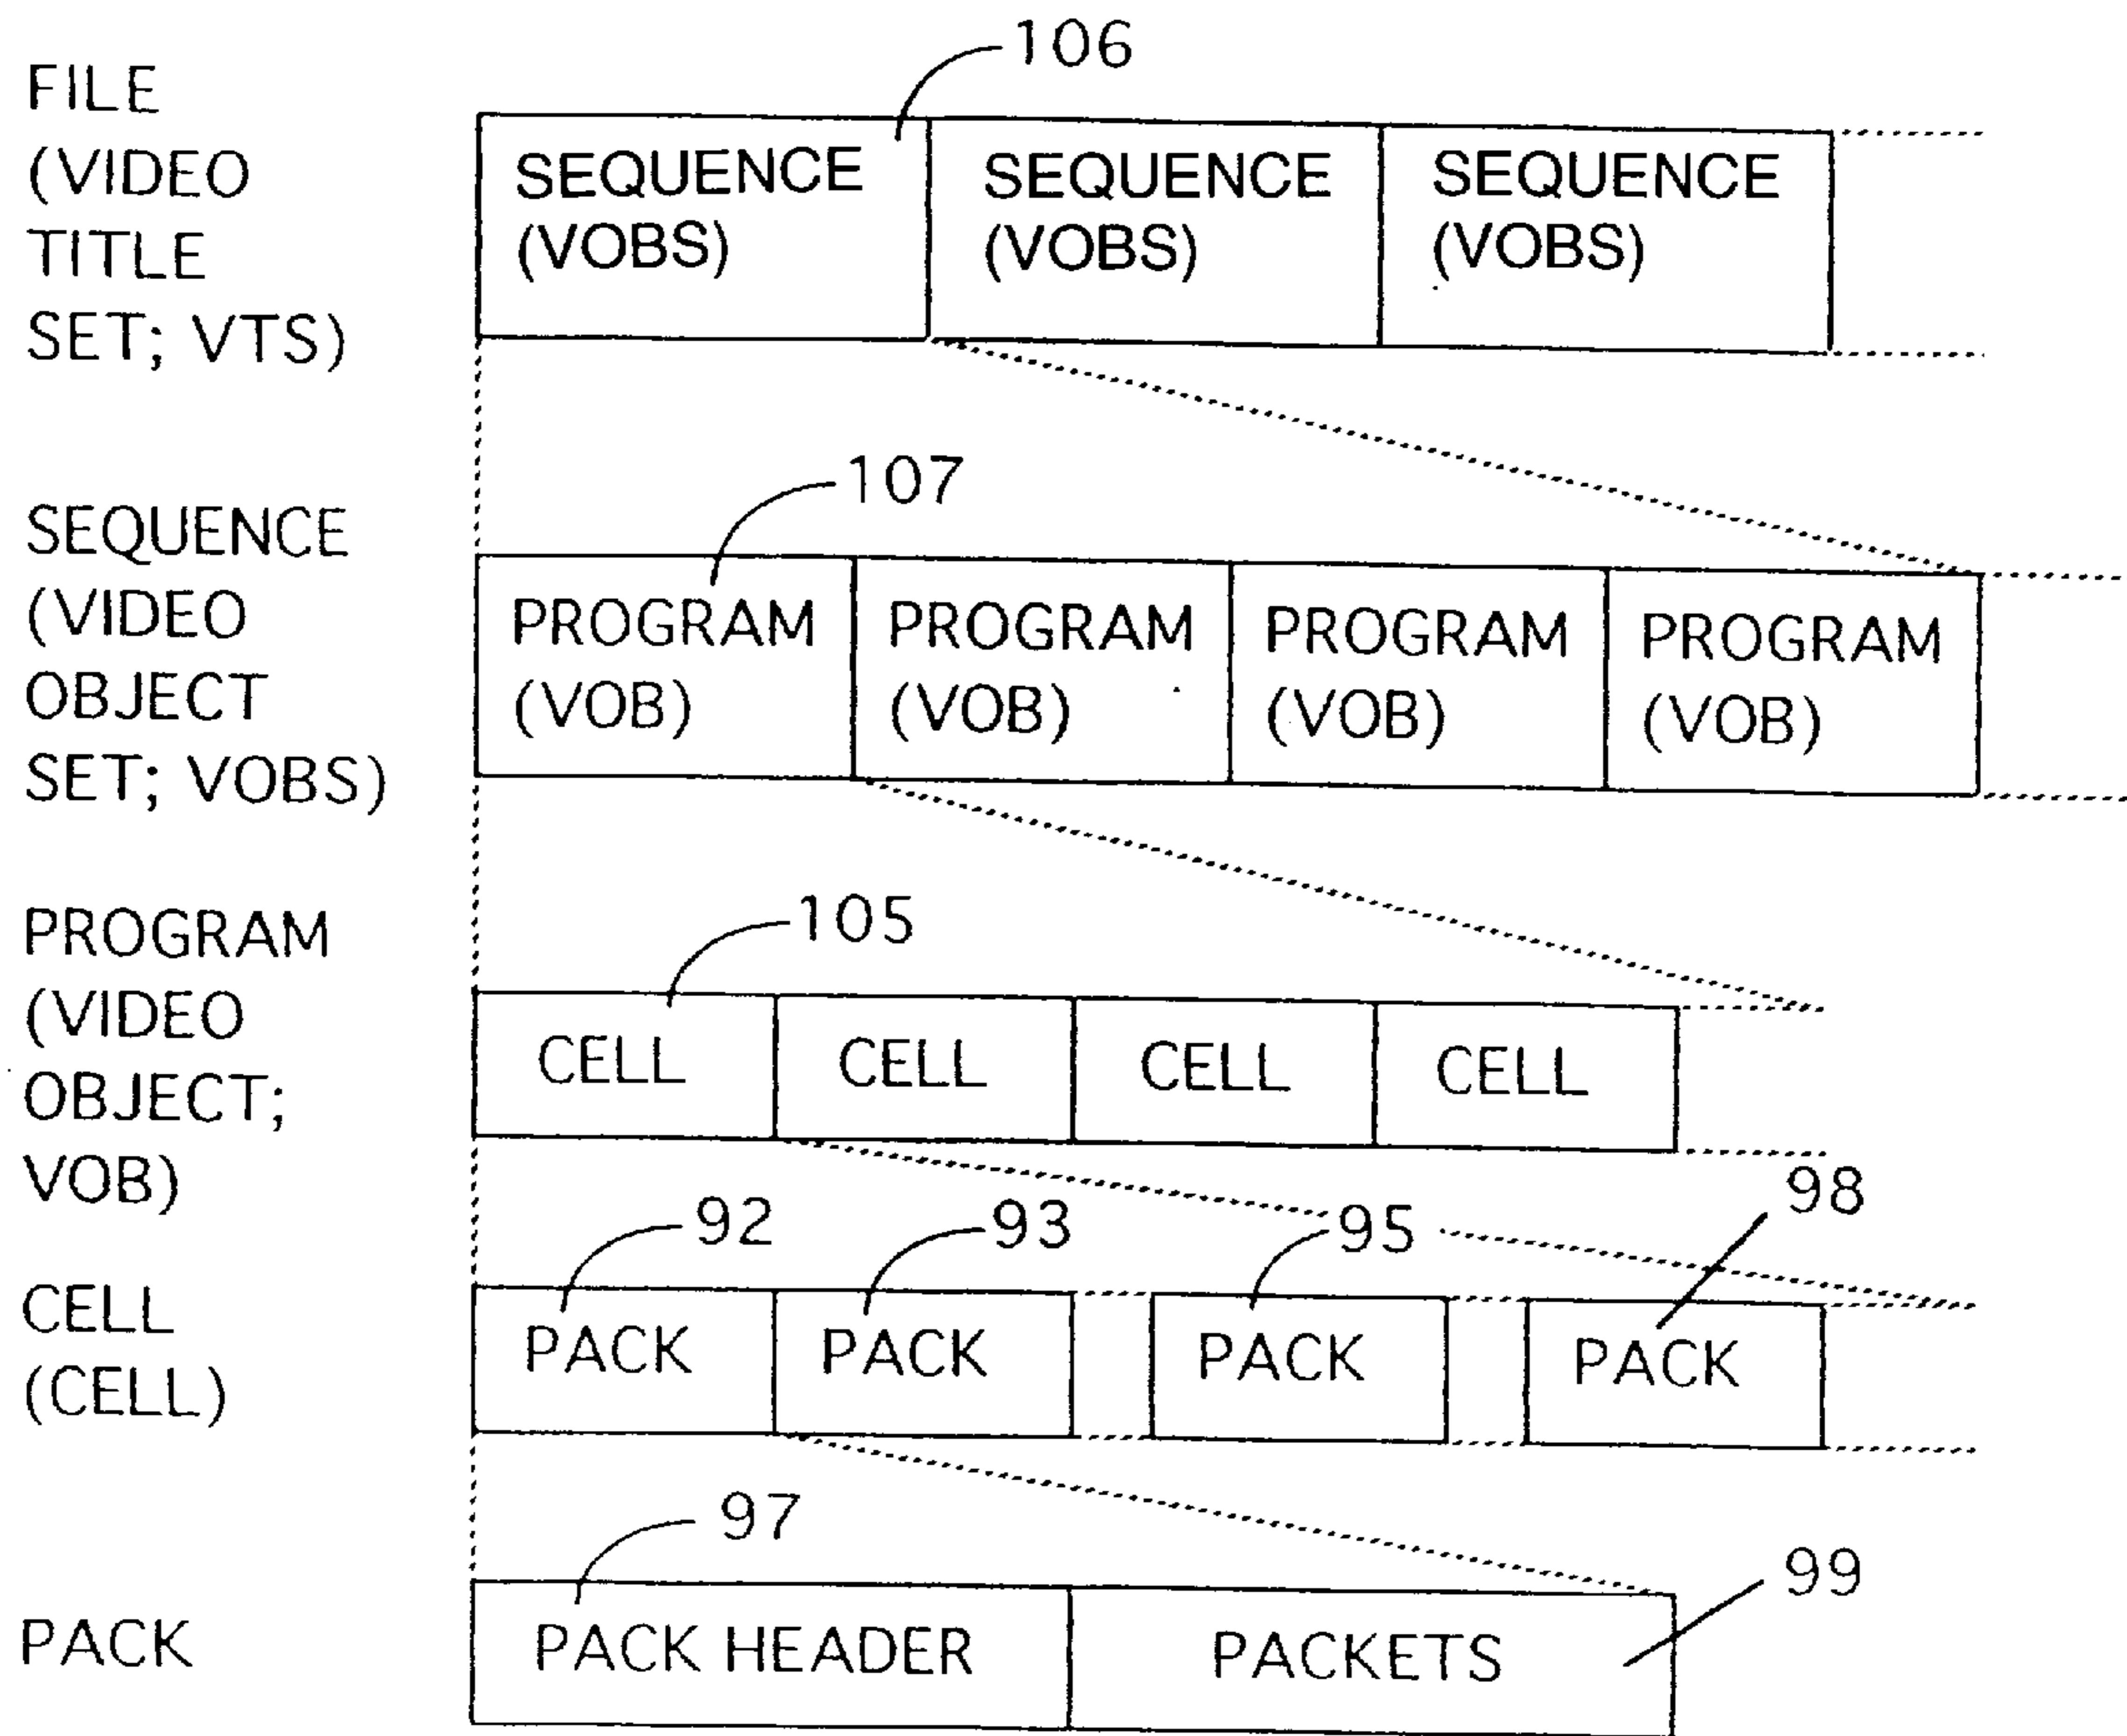 106
FILE
(VIDEO
TITLE
SET; VTS)
SEQUENCE
(VOBS)
SEQUENCE
(VOBS)
SEQUENCE
(VOBS)
107
SEQUENCE
(VIDEO
OBJECT
SET; VOBS)
PROGRAM
(VOB)
PROGRAM
(VOB)
PROGRAM
(VOB)
PROGRAM
(VOB)
105
PROGRAM
(VIDEO
OBJECT;
VOB)
CELL
CELL
CELL
CELL
92
93
95
98
CELL
(CELL)
PACK
PACK
PACK
PACK
97
99
PACK
PACK HEADER
PACKETS